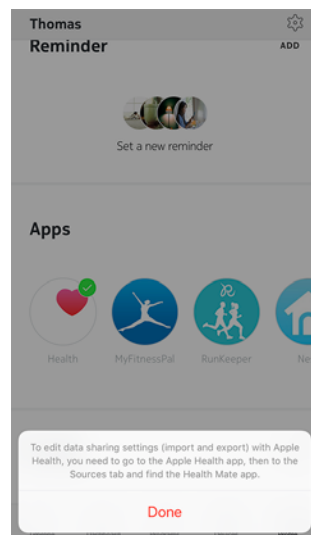 Thomas
Reminder
ADD
Set a new reminder
Apps
Health MyFitnessPal RunKeeper Ne
To edit data sharing settings (import and export) with Apple
Health, you need to go to the Apple Health app, then to the
Sources tab and find the Health Mate app.
Done